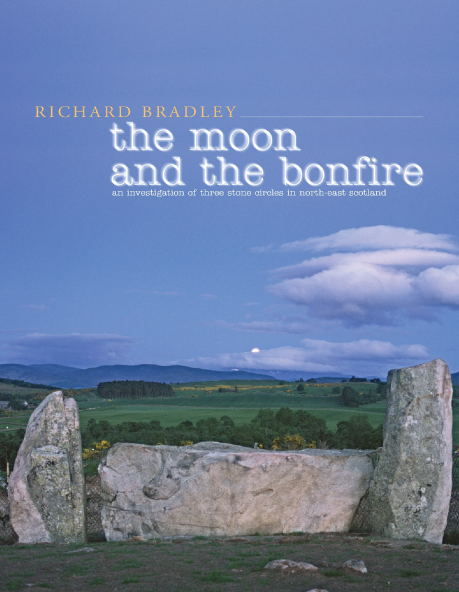 RICHARD BRADLEY
the moon
and the bonfire
an investigation of three stone circles in north-east scotland